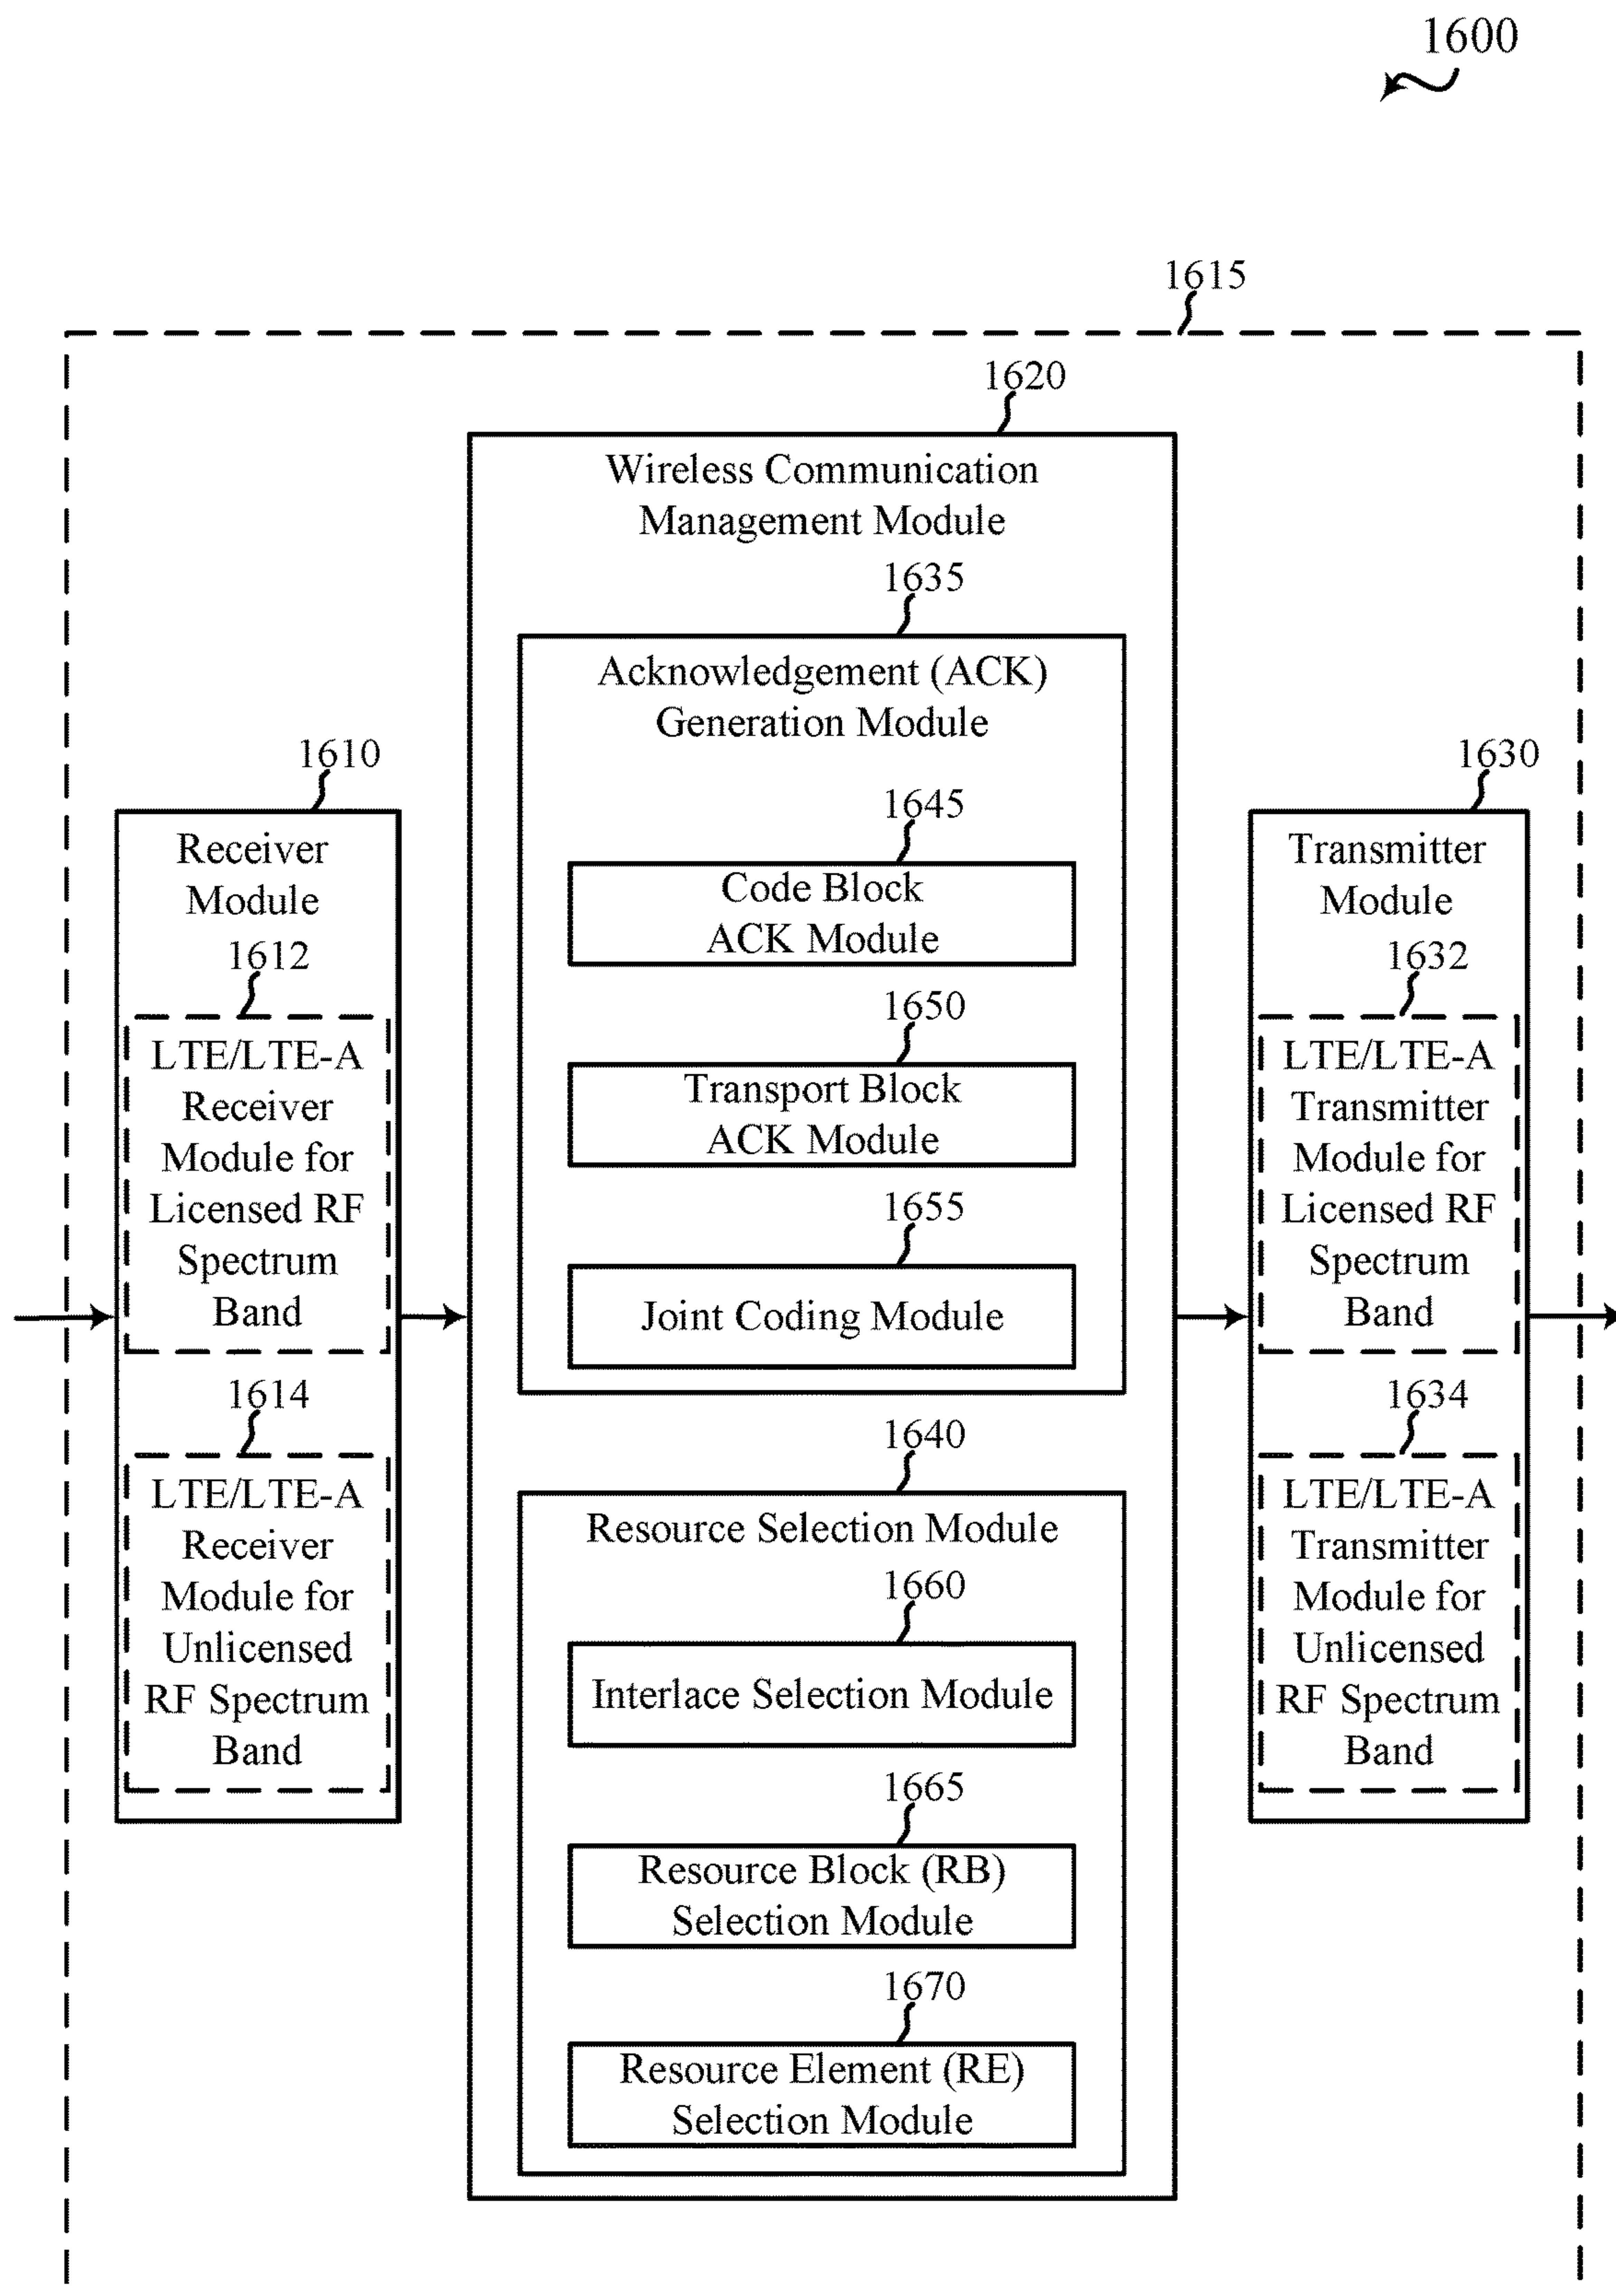 1600
1615
1620
Wireless Communication
Management Module
1635
Acknowledgement (ACK)
Generation Module
1645
Code Block
ACK Module
1650
Transport Block
ACK Module
1655
Joint Coding Module
1640
Resource Selection Module
1660
Interlace Selection Module
1665
Resource Block (RB)
Selection Module
1670
Resource Element (RE)
Selection Module
1610
Receiver
Module
1612
LTE/LTE-A
Receiver
Module for
Licensed RF
Spectrum
Band
1614
LTE/LTE-A
Receiver
Module for
Unlicensed
RF Spectrum
Band
1630
Transmitter
Module
1632
LTE/LTE-A
Transmitter
Module for
Licensed RF
Spectrum
Band
1634
LTE/LTE-A
Transmitter
Module for
Unlicensed
RF Spectrum
Band